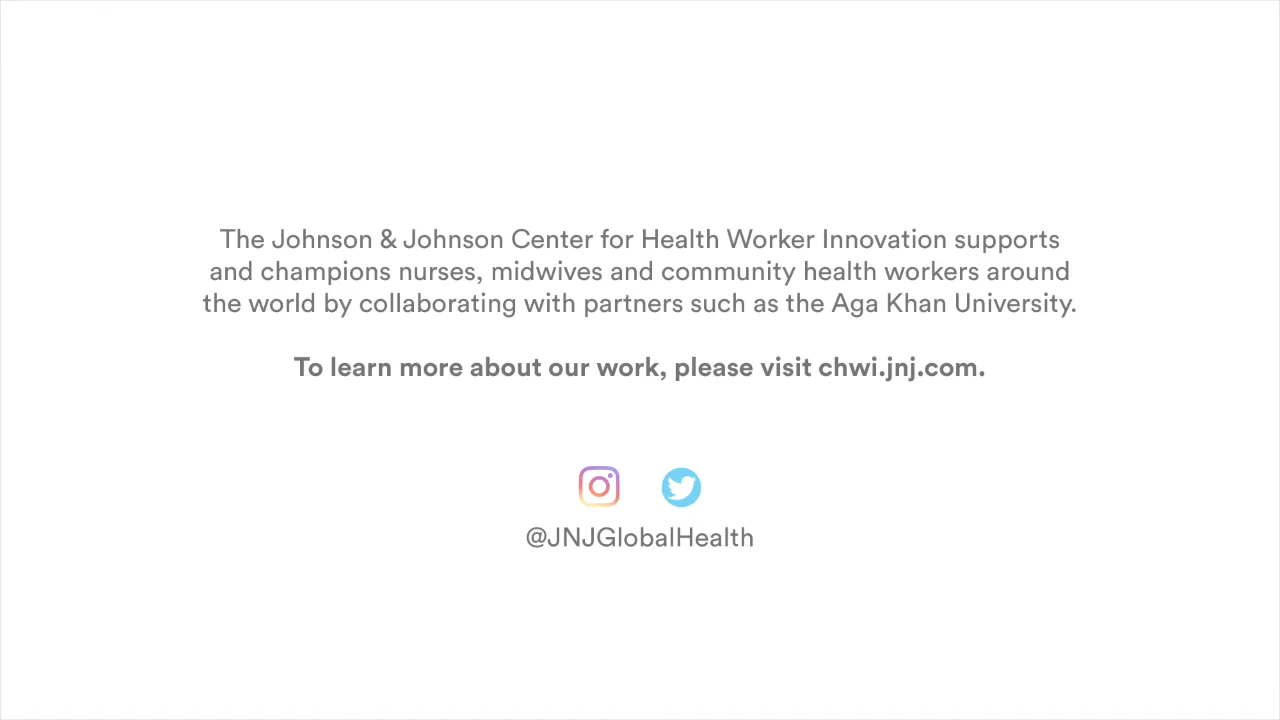 The Johnson & Johnson Center for Health Worker Innovation supports
and champions nurses, midwives and community health workers around
the world by collaborating with partners such as the Aga Khan University.
To learn more about our work, please visit chwi.jnj.com.
@JNJGlobalHealth